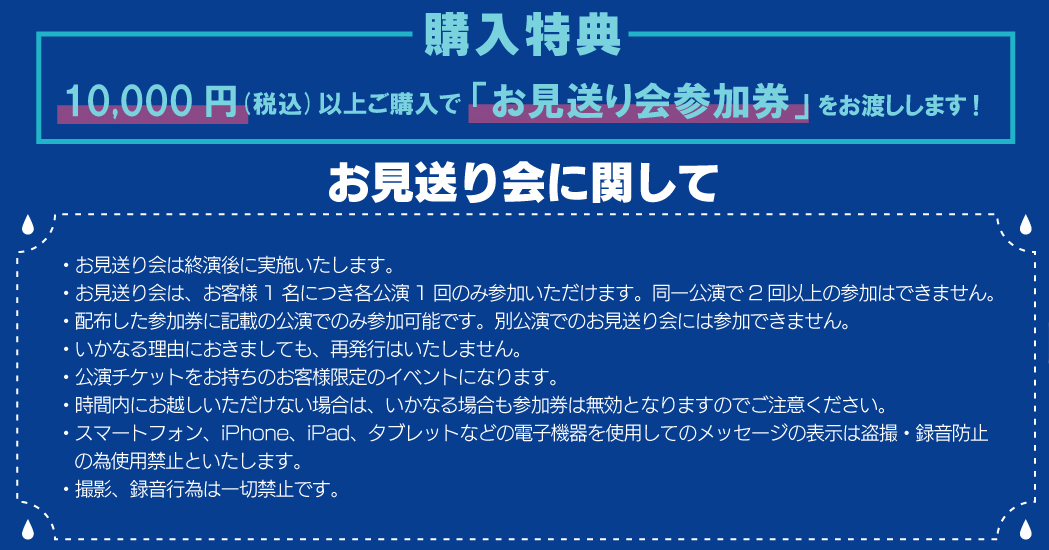 購入特典
10,000円(税込)以上ご購入で「お見送り会参加券」をお渡しします！
お見送り会に関して
・お見送り会は終演後に実施いたします。
・お見送り会は、お客様1名につき各公演1回のみ参加いただけます。同一公演で2回以上の参加はできません。
・配布した参加券に記載の公演でのみ参加可能です。別公演でのお見送り会には参加できません。
・いかなる理由におきましても、再発行はいたしません。
・公演チケットをお持ちのお客様限定のイベントになります。
・時間内にお越しいただけない場合は、いかなる場合も参加券は無効となりますのでご注意ください。
・スマートフォン、iPhone、iPad、タブレットなどの電子機器を使用してのメッセージの表示は盗撮・録音防止
の為使用禁止といたします。
・撮影、録音行為は一切禁止です。